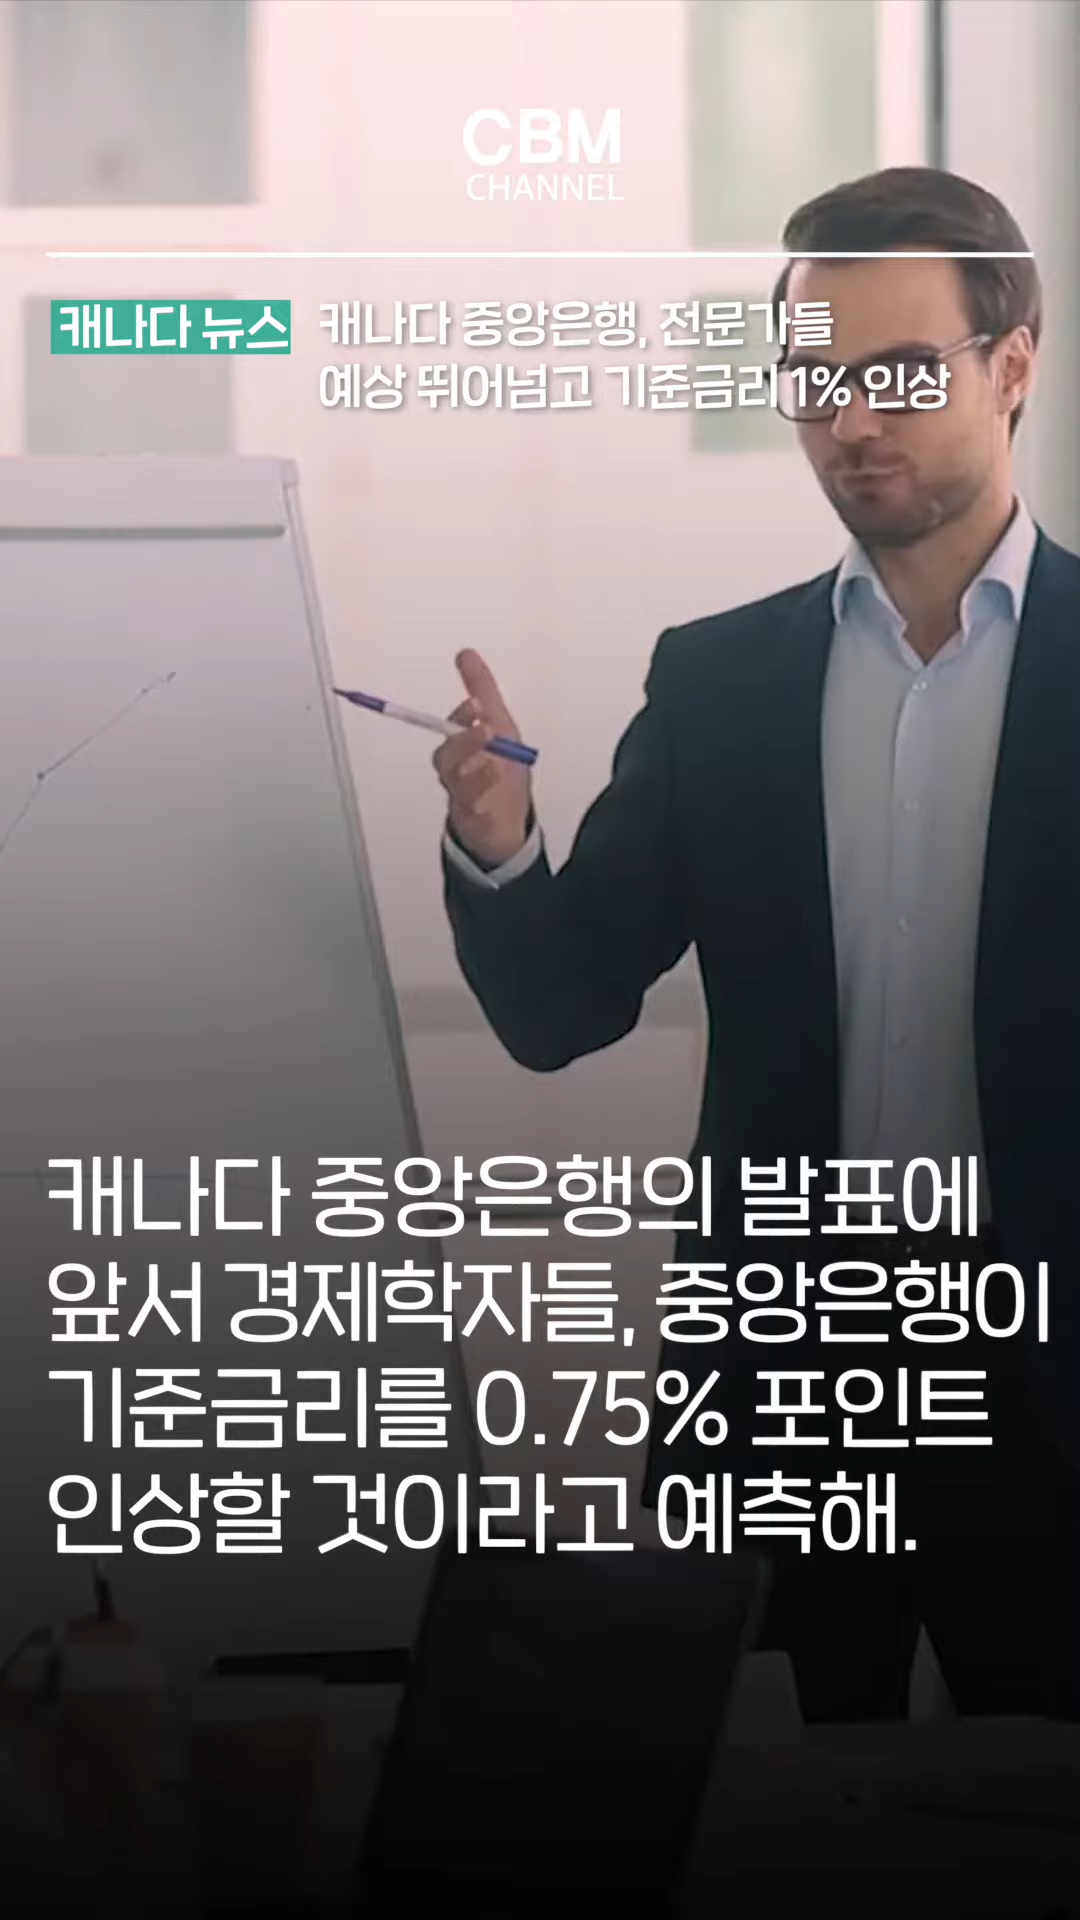 CBM
CHANNEL
캐나다 뉴스
캐나다 중앙은행, 전문가들
예상 뛰어넘고 기준금리 1% 인상
캐나다 중앙은행의 발표에
앞서 경제학자들, 중앙은행이
기준금리를 0.75% 포인트
인상할 것이라고 예측해.